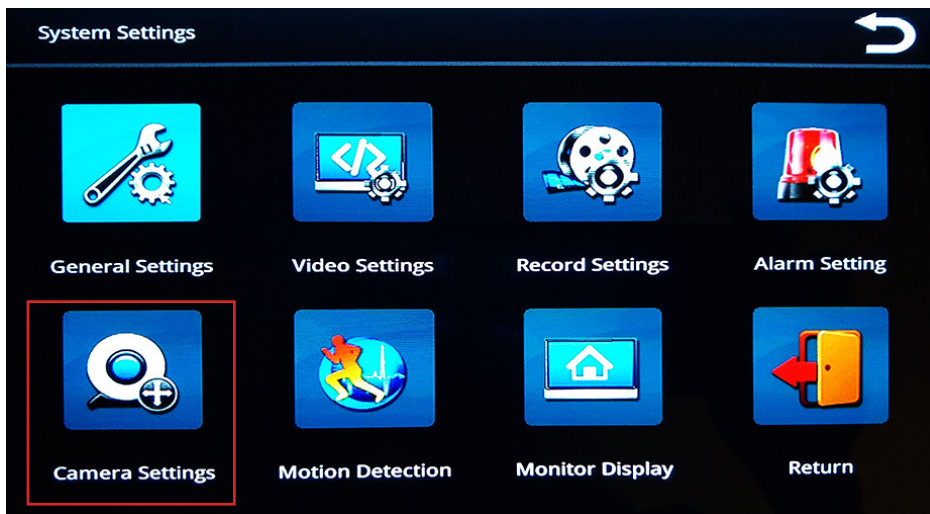 System Settings
General Settings
Video Settings
Record Settings
Alarm Setting
Camera Settings
Motion Detection
Monitor Display
Return